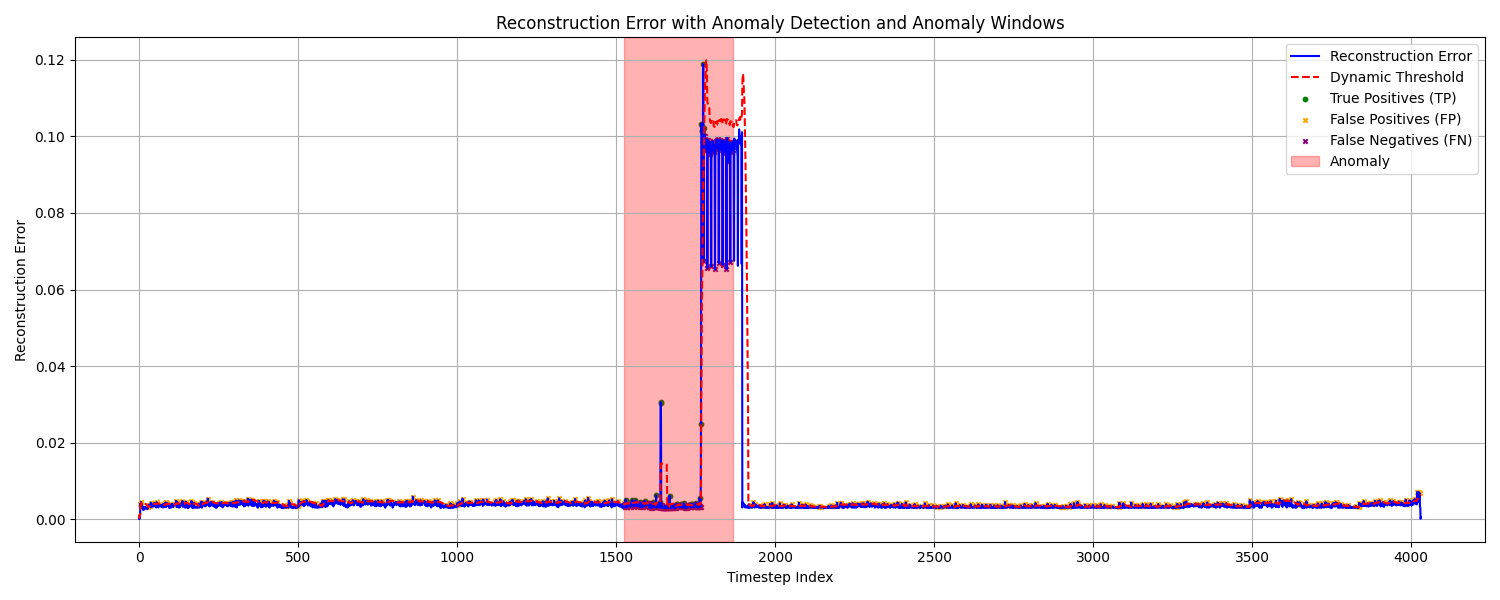 Reconstruction Error with Anomaly Detection and Anomaly Windows
0.12
0.10
0.08
0.06
0.04
0.02
0.00
Reconstruction Error
Reconstruction Error
Dynamic Threshold
True Positives (TP)
False Positives (FP)
False Negatives (FN)
Anomaly
0
500
1000
1500
2000
2500
3000
3500
4000
Timestep Index